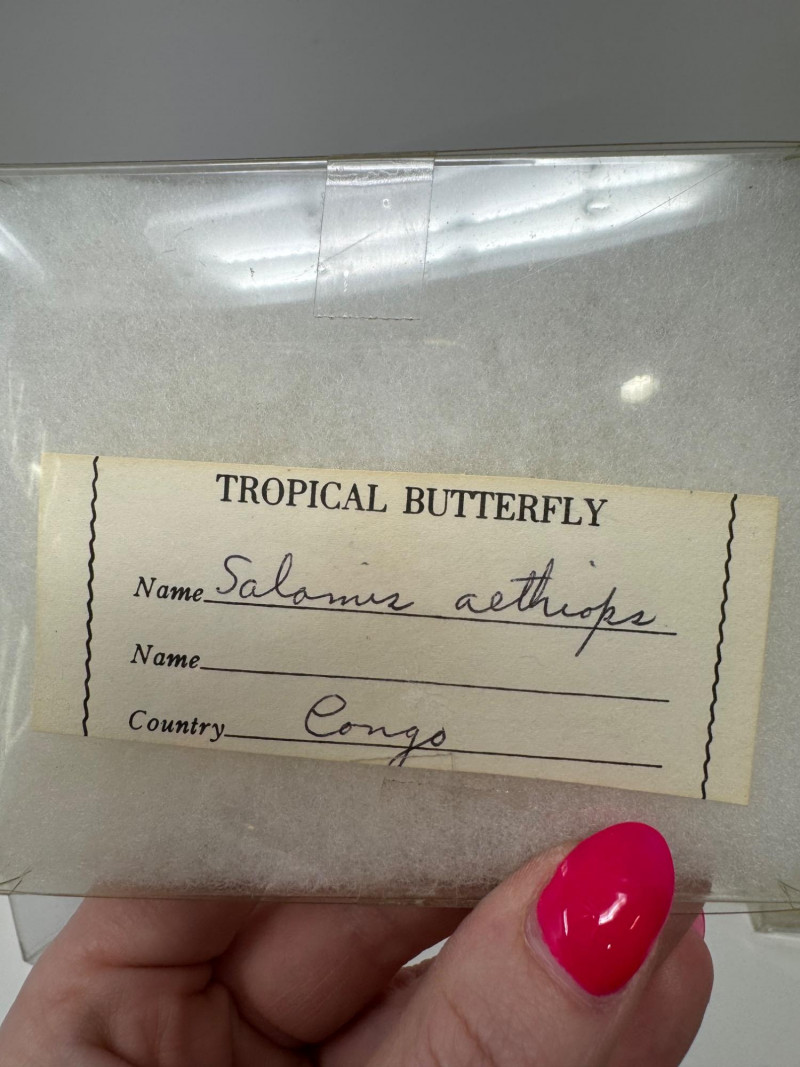 TROPICAL BUTTERFLY
Name Salamis aethiops
Name
Country Congo